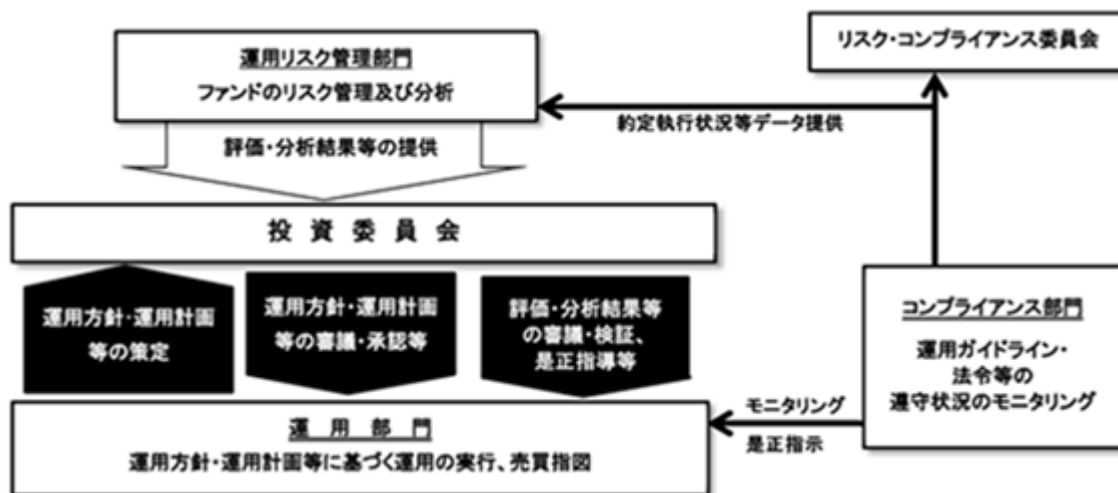 運用リスク管理部門
ファンドのリスク管理及び分析
リスク・コンプライアンス委員会
約定執行状況等データ提供
評価・分析結果等の提供
投資委員会
運用方針・運用計画
等の策定
運用方針・運用計画
等の審議・承認等
評価・分析結果等
の審議・検証、
是正指導等
コンプライアンス部門
運用ガイドライン・
法令等の
遵守状況のモニタリング
モニタリング
是正指示
運用部門
運用方針・運用計画等に基づく運用の実行、売買指図